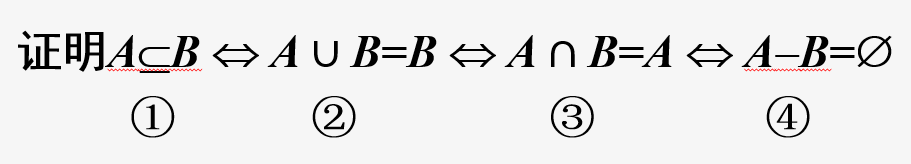 证明A⊆B ⇔ A ∪ B=B ⇔ A ∩ B=A ⇔ A–B=∅
① ② ③ ④